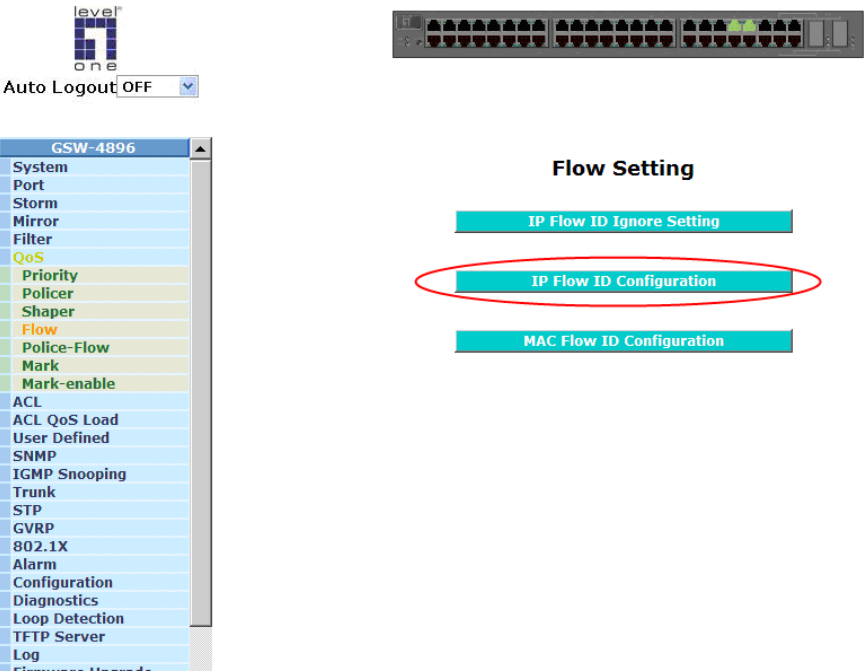 level
one
Auto Logout OFF
GSW-4896
System
Port
Storm
Mirror
Filter
QoS
Priority
Policer
Shaper
Flow
Police-Flow
Mark
Mark-enable
ACL
ACL QoS Load
User Defined
SNMP
IGMP Snooping
Trunk
STP
GVRP
802.1X
Alarm
Configuration
Diagnostics
Loop Detection
TFTP Server
Log
Firmware Upgrade
Flow Setting
IP Flow ID Ignore Setting
IP Flow ID Configuration
MAC Flow ID Configuration